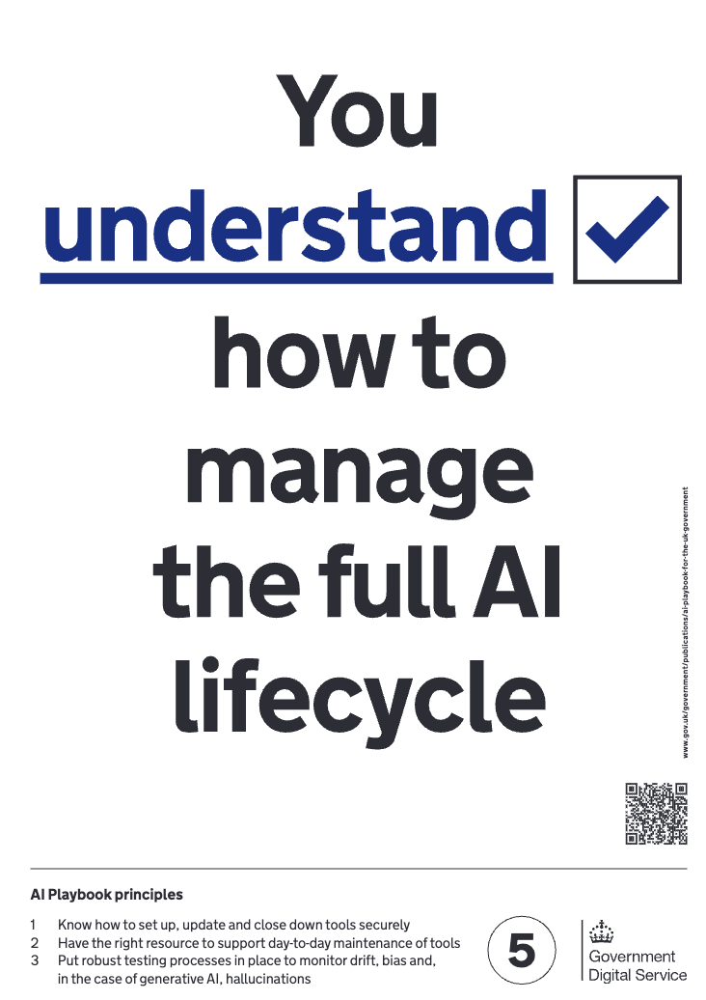 You
understand
how to
manage
the full AI
lifecycle
www.gov.uk/government/publications/ai-playbook-for-the-uk-government
AI Playbook principles
1 Know how to set up, update and close down tools securely
2 Have the right resource to support day-to-day maintenance of tools
3 Put robust testing processes in place to monitor drift, bias and,
in the case of generative AI, hallucinations
5
Government
Digital Service